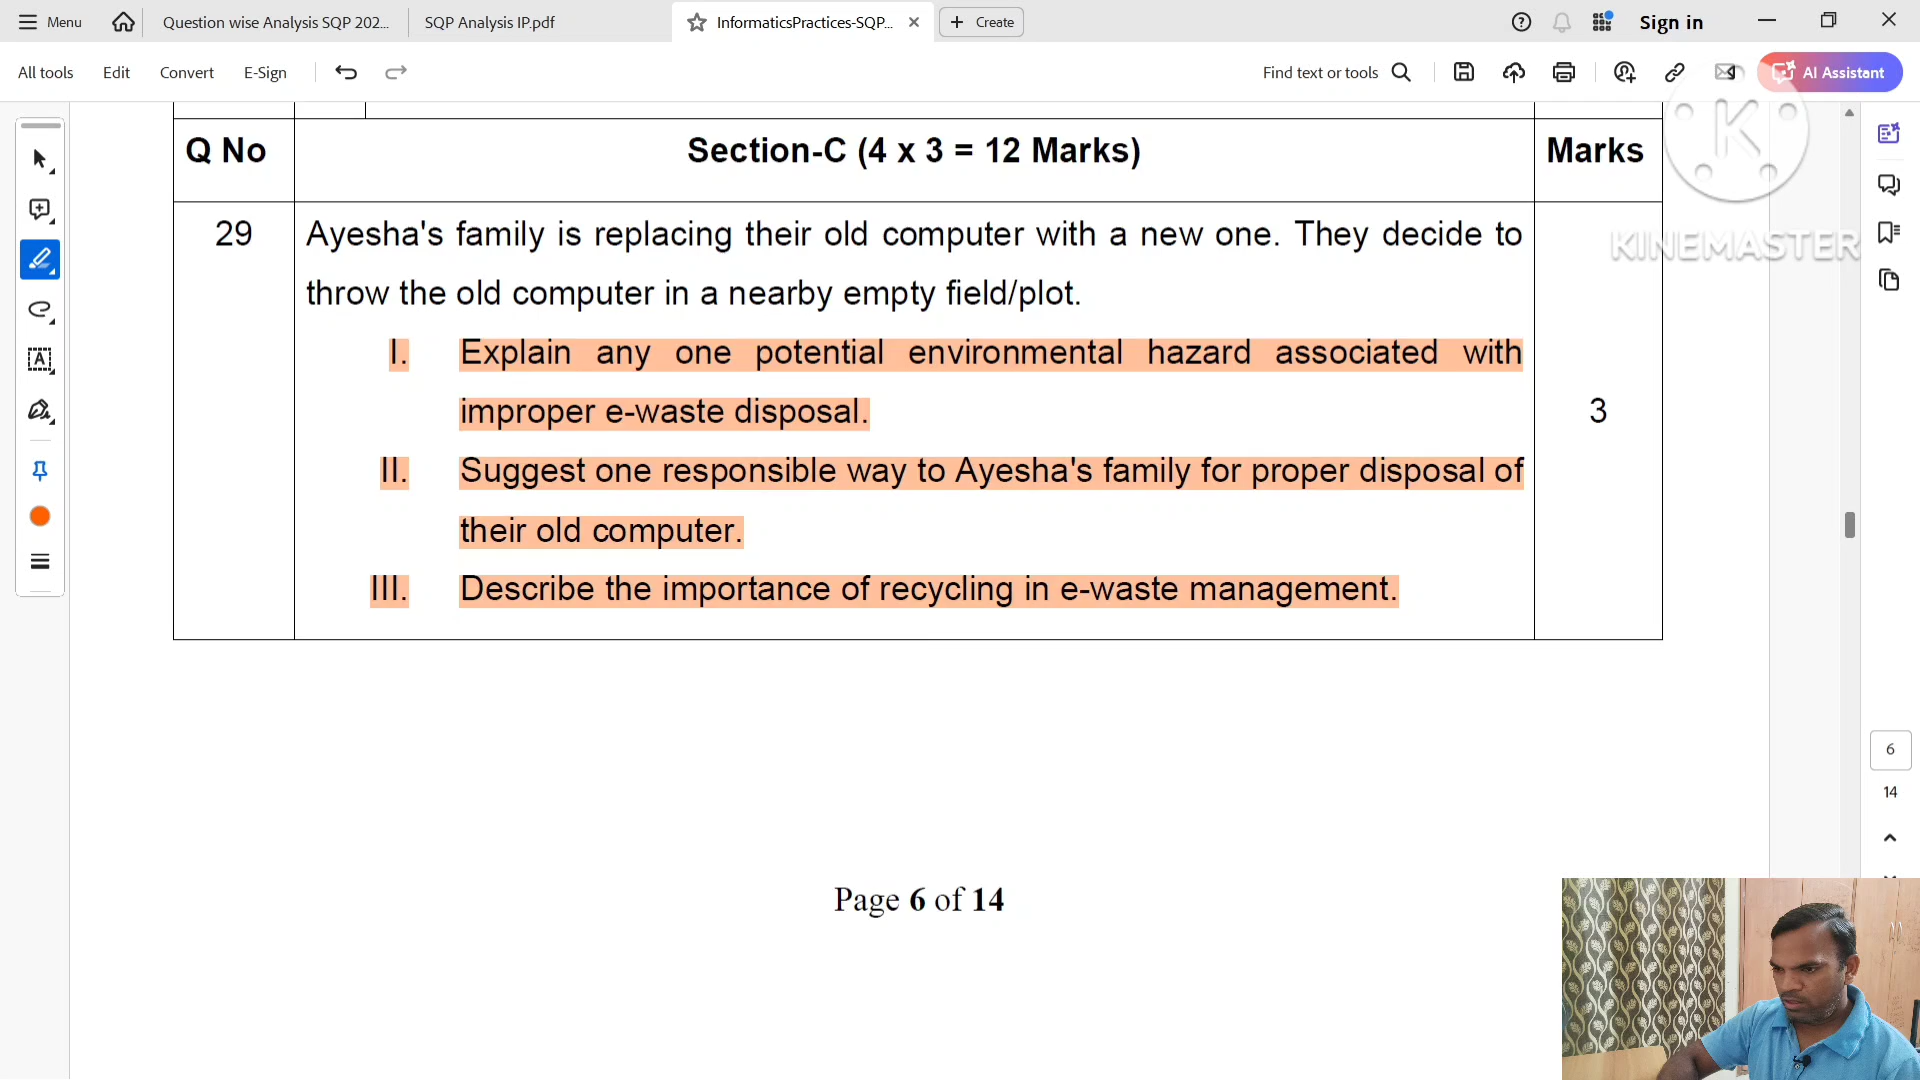 Menu
Question wise Analysis SQP 202...
SQP Analysis IP.pdf
InformaticsPractices-SQP...
Create
Sign in
All tools
Edit
Convert
E-Sign
Find text or tools
AI Assistant
K
KINEMASTER
Q No
Section-C (4 x 3 = 12 Marks)
Marks
29
Ayesha's family is replacing their old computer with a new one. They decide to
throw the old computer in a nearby empty field/plot.
I. Explain any one potential environmental hazard associated with
improper e-waste disposal.
3
II. Suggest one responsible way to Ayesha's family for proper disposal of
their old computer.
III. Describe the importance of recycling in e-waste management.
6
14
Page 6 of 14